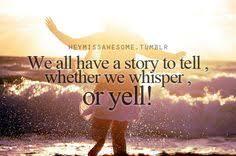 HEYMISSAWESOME.TUMBLR
We all have a story to tell ,
whether we whisper ,
or yell!